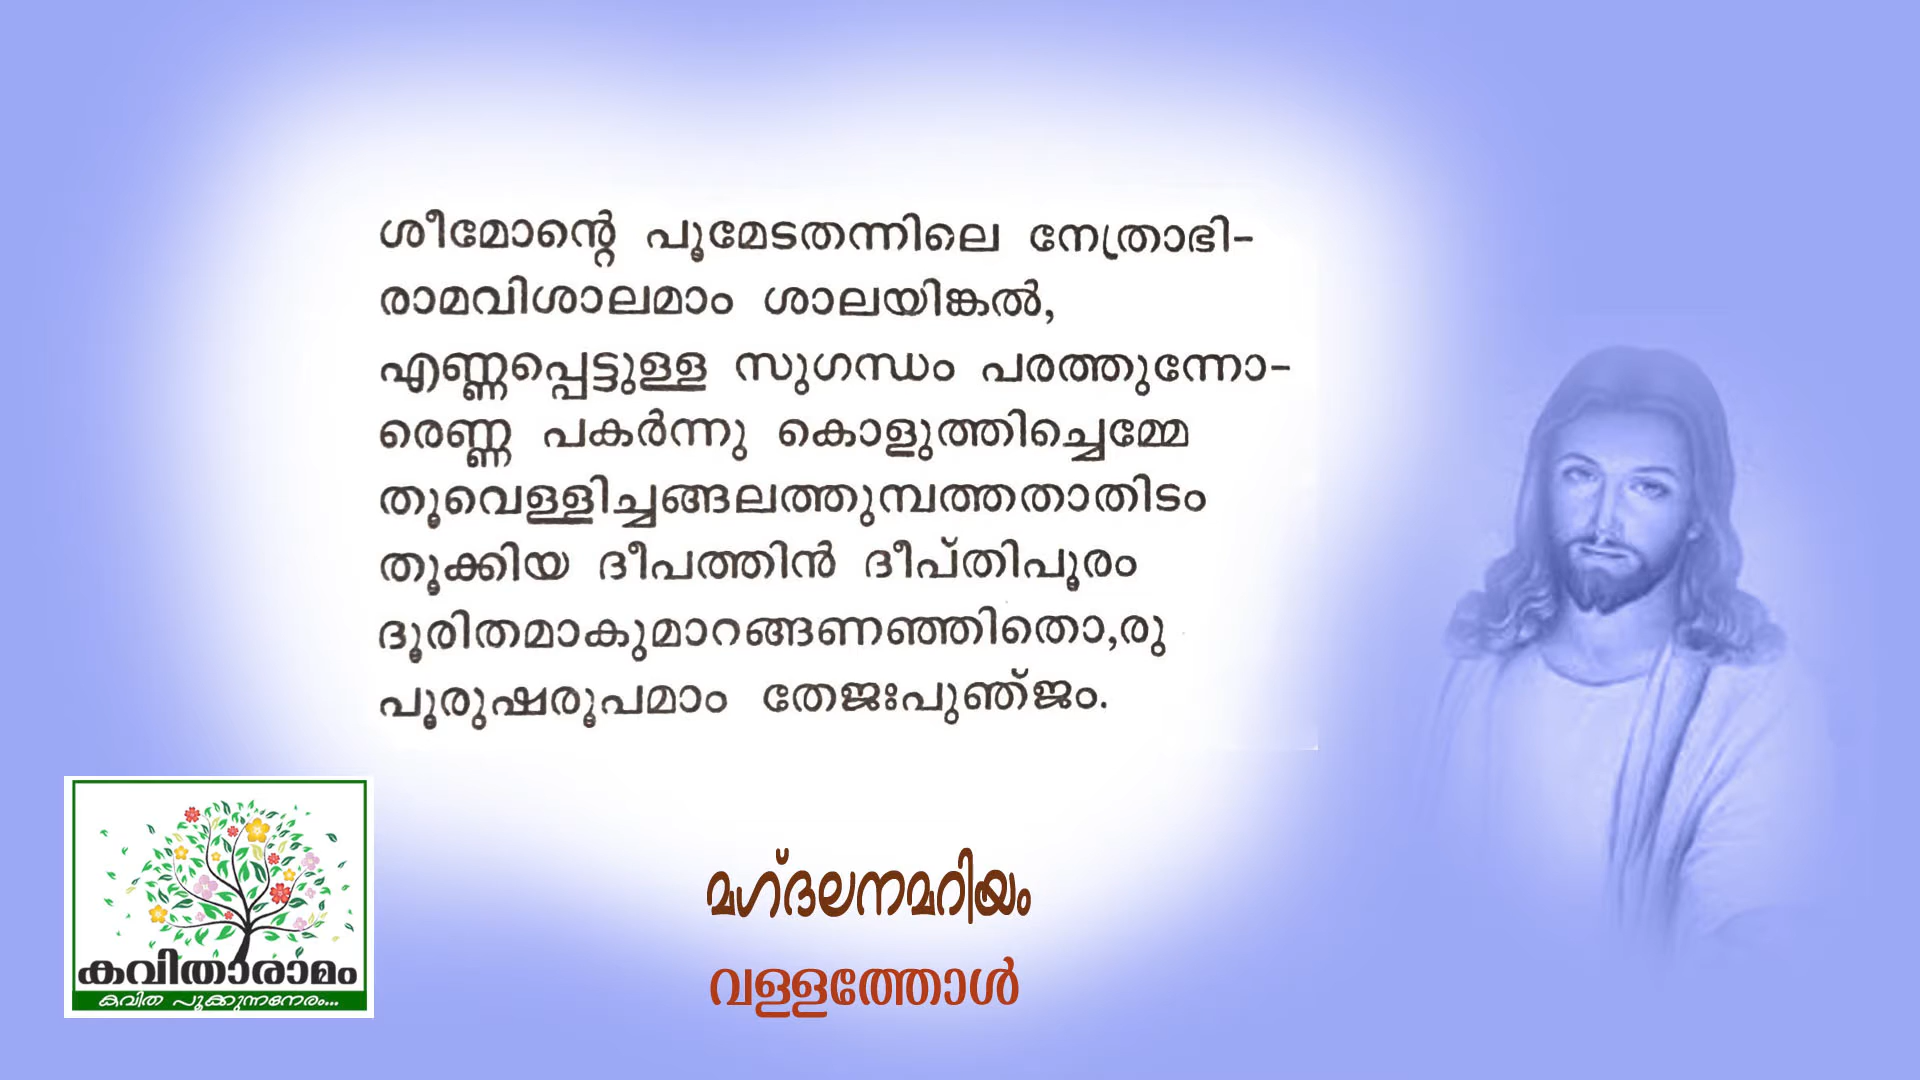 ശീമോന്റെ പൂമേടതന്നിലെ നേത്രാഭി-
രാമവിശാലമാം ശാലയിങ്കൽ,
എണ്ണപ്പെട്ടുള്ള സുഗന്ധം പരത്തുന്നോ-
രെണ്ണ പകർന്നു കൊളുത്തിച്ചെമ്മേ
തൂവെള്ളിച്ചങ്ങലത്തുമ്പത്തതാതിടം
തൂക്കിയ ദീപത്തിൻ ദീപ്തിപൂരം
ദൂരിതമാകുമാറങ്ങണഞ്ഞിതൊ,രു
പൂരുഷരൂപമാം തേജഃപുഞ്ജം.
മഗ്ദലനമറിയം
വള്ളത്തോൾ
കവിതാരാമം
കവിത പൂക്കുന്നനേരം...